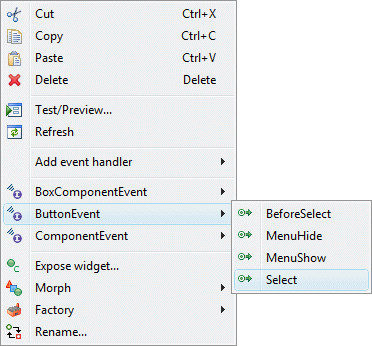 Cut Ctrl+X
Copy Ctrl+C
Paste Ctrl+V
Delete Delete
Test/Preview...
Refresh
Add event handler
BoxComponentEvent
ButtonEvent
ComponentEvent
Expose widget...
Morph
Factory
Rename...
BeforeSelect
MenuHide
MenuShow
Select